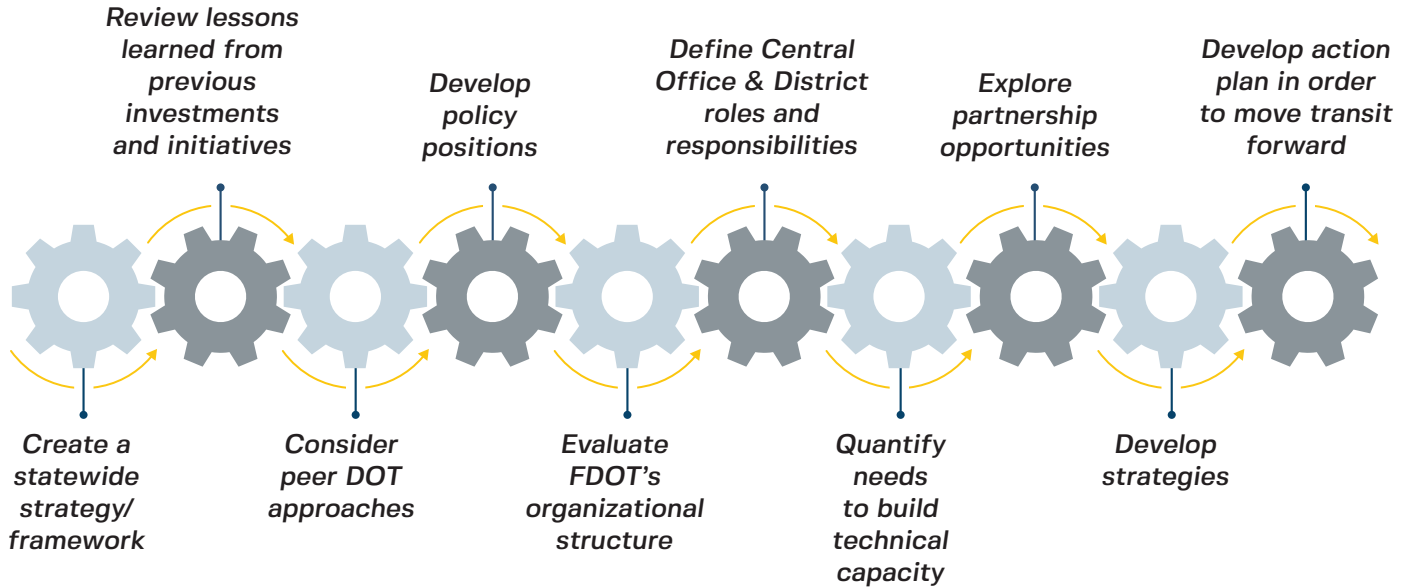 Review lessons
learned from
previous
investments
and initiatives
Develop
policy
positions
Define Central
Office & District
roles and
responsibilities
Explore
partnership
opportunities
Develop action
plan in order
to move transit
forward
Create a
statewide
strategy/
framework
Consider
peer DOT
approaches
Evaluate
FDOT's
organizational
structure
Quantify
needs
to build
technical
capacity
Develop
strategies